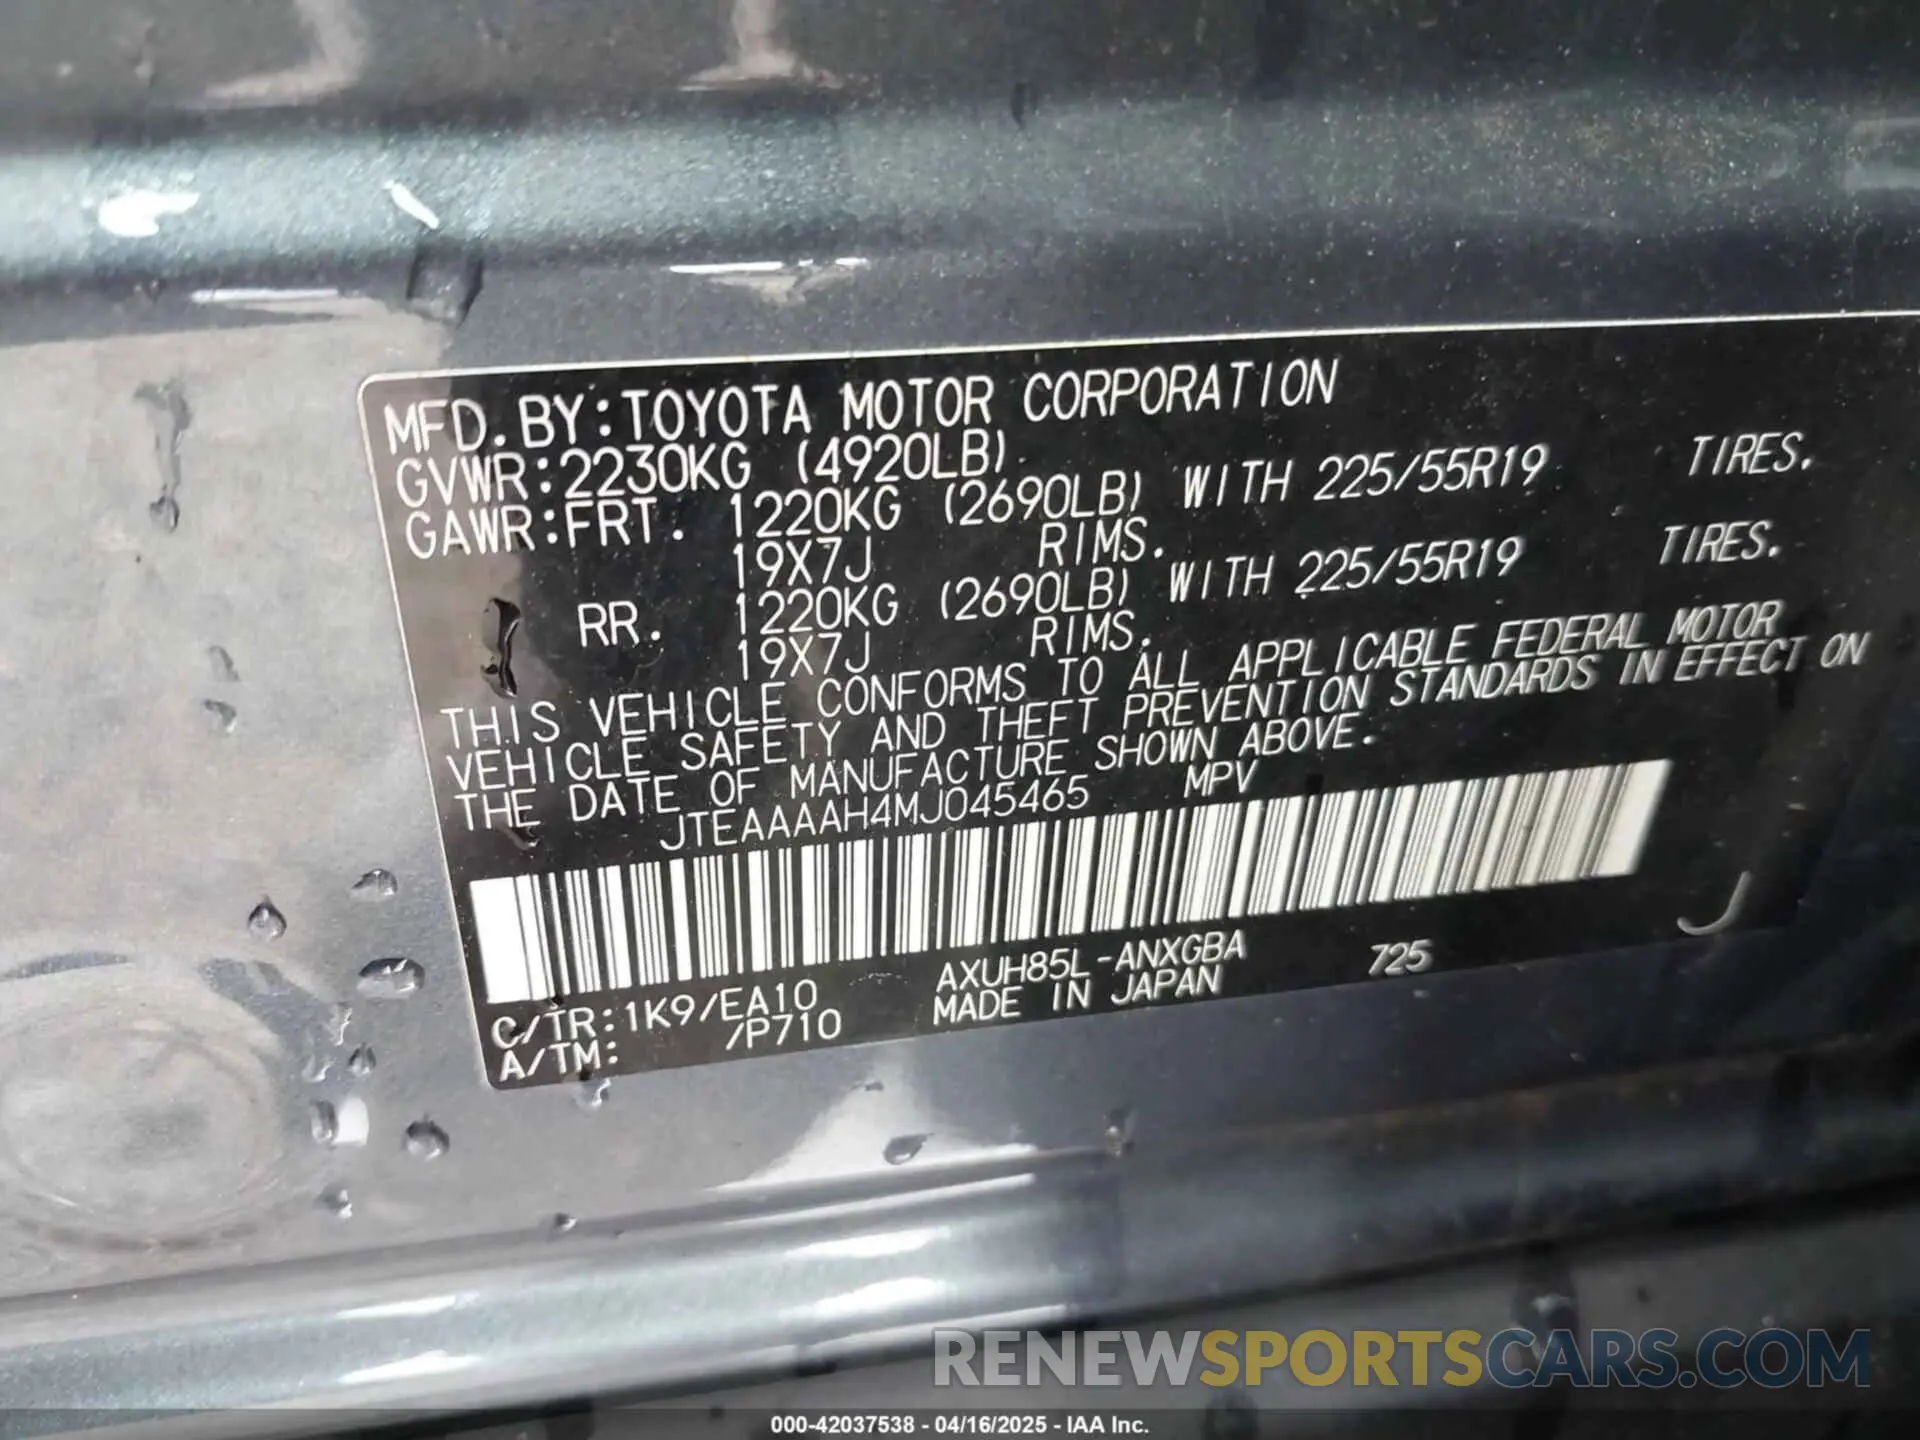 MFD.BY:TOYOTA MOTOR CORPORATION
GVWR:2230KG (4920LB)
GAWR:FRT. 1220KG (2690LB) WITH 225/55R19 TIRES.
19X7J RIMS.
RR. 1220KG (2690LB) WITH 225/55R19 TIRES.
19X7J RIMS.
THIS VEHICLE CONFORMS TO ALL APPLICABLE FEDERAL MOTOR
VEHICLE SAFETY AND THEFT PREVENTION STANDARDS IN EFFECT ON
THE DATE OF MANUFACTURE SHOWN ABOVE.
JTEAAAAH4MJ045465 MPV
C/TR:1K9/EA10 AXUH85L-ANXGBA 725 J
A/TM: /P710 MADE IN JAPAN
RENEWSPORTSCARS.COM
000-42037538 - 04/16/2025 - IAA Inc.